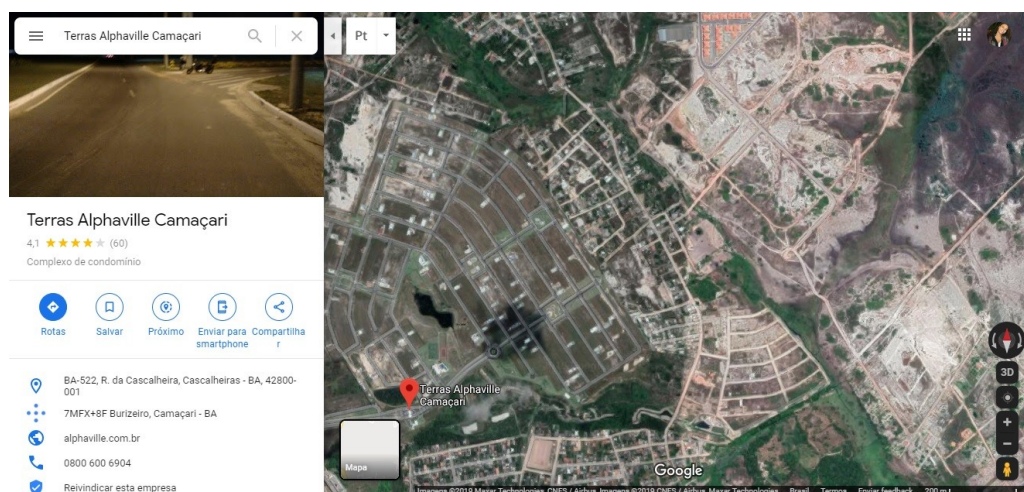 Terras Alphaville Camaçari
Pt
Terras Alphaville Camaçari
4,1 (60)
Complexo de condomínio
Rotas
Salvar
Próximo
Enviar para smartphone
Compartilha
r
BA-522, R. da Cascalheira, Cascalheiras - BA, 42800-
001
7MFX+8F Burizeiro, Camaçari - BA
alphaville.com.br
0800 600 6904
Reivindicar esta empresa
Terras Alphaville
Camaçari
Mapa
Google
3D
Imagens ©2019 Maxar Technologies, CNES / Airbus, Imagens ©2019 CNES / Airbus, Maxar Technologies Brasil Termos Enviar feedback 200 m